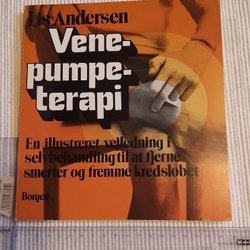 Lis Andersen
Vene-
pumpe-
terapi
En illustreret vejledning i
selvbehandling til at fjerne
smerter og fremme kredsløbet
Borgen